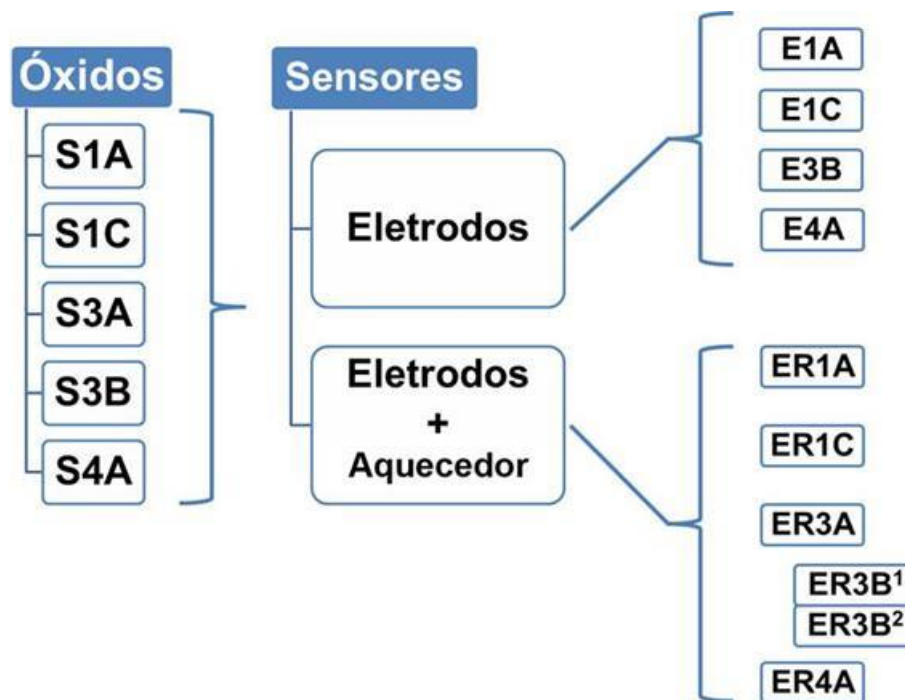 Óxidos
S1A
S1C
S3A
S3B
S4A
Sensores
Eletrodos
Eletrodos
+
Aquecedor
E1A
E1C
E3B
E4A
ER1A
ER1C
ER3A
ER3B¹
ER3B²
ER4A